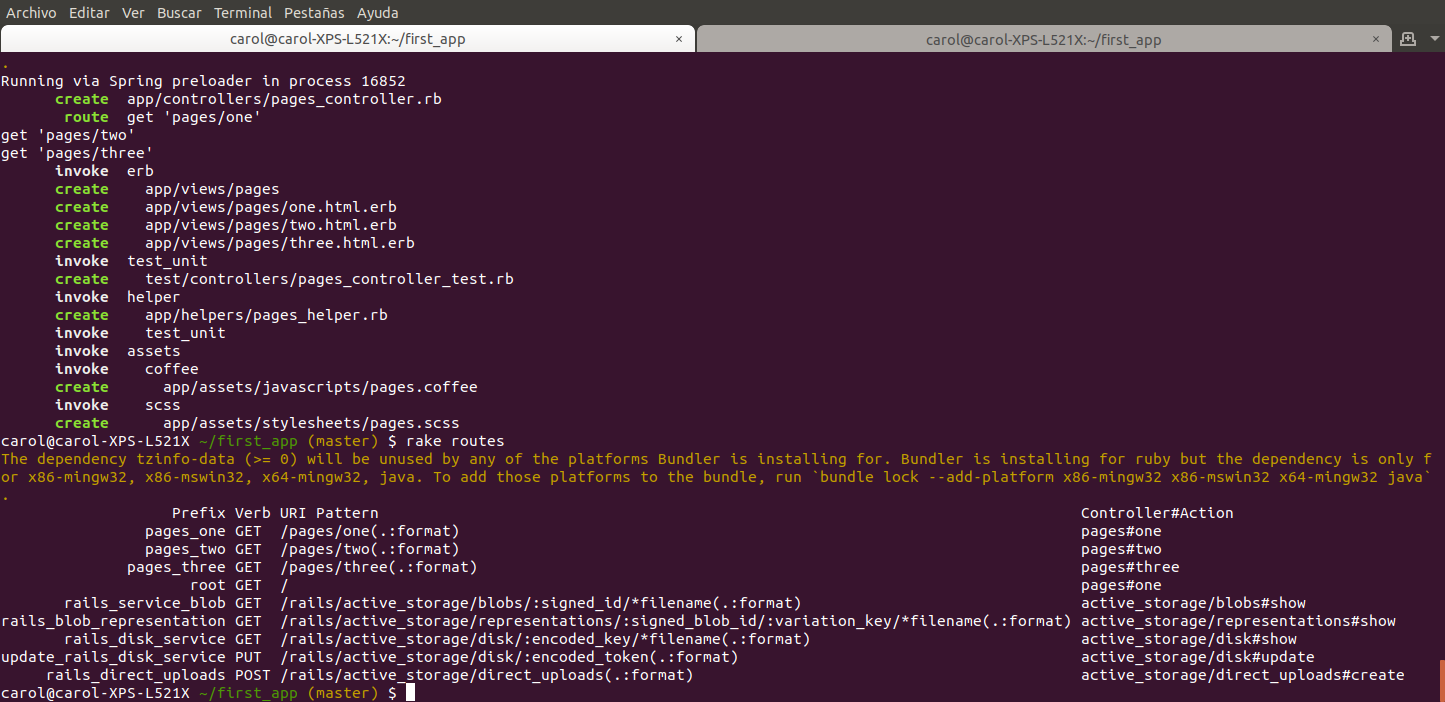 Archivo Editar Ver Buscar Terminal Pestañas Ayuda
carol@carol-XPS-L521X:~/first_app × carol@carol-XPS-L521X:~/first_app ×
.
Running via Spring preloader in process 16852
      create  app/controllers/pages_controller.rb
       route  get 'pages/one'
get 'pages/two'
get 'pages/three'
      invoke  erb
      create    app/views/pages
      create    app/views/pages/one.html.erb
      create    app/views/pages/two.html.erb
      create    app/views/pages/three.html.erb
      invoke  test_unit
      create    test/controllers/pages_controller_test.rb
      invoke  helper
      create    app/helpers/pages_helper.rb
      invoke    test_unit
      invoke  assets
      invoke    coffee
      create      app/assets/javascripts/pages.coffee
      invoke    scss
      create      app/assets/stylesheets/pages.scss
carol@carol-XPS-L521X ~/first_app (master) $ rake routes
The dependency tzinfo-data (>= 0) will be unused by any of the platforms Bundler is installing for. Bundler is installing for ruby but the dependency is only f
or x86-mingw32, x86-mswin32, x64-mingw32, java. To add those platforms to the bundle, run `bundle lock --add-platform x86-mingw32 x86-mswin32 x64-mingw32 java`
.
                   Prefix Verb URI Pattern                                                                              Controller#Action
                pages_one GET  /pages/one(.:format)                                                                     pages#one
                pages_two GET  /pages/two(.:format)                                                                     pages#two
              pages_three GET  /pages/three(.:format)                                                                   pages#three
                     root GET  /                                                                                        pages#one
       rails_service_blob GET  /rails/active_storage/blobs/:signed_id/*filename(.:format)                               active_storage/blobs#show
rails_blob_representation GET  /rails/active_storage/representations/:signed_blob_id/:variation_key/*filename(.:format) active_storage/representations#show
       rails_disk_service GET  /rails/active_storage/disk/:encoded_key/*filename(.:format)                              active_storage/disk#show
update_rails_disk_service PUT  /rails/active_storage/disk/:encoded_token(.:format)                                      active_storage/disk#update
     rails_direct_uploads POST /rails/active_storage/direct_uploads(.:format)                                           active_storage/direct_uploads#create
carol@carol-XPS-L521X ~/first_app (master) $